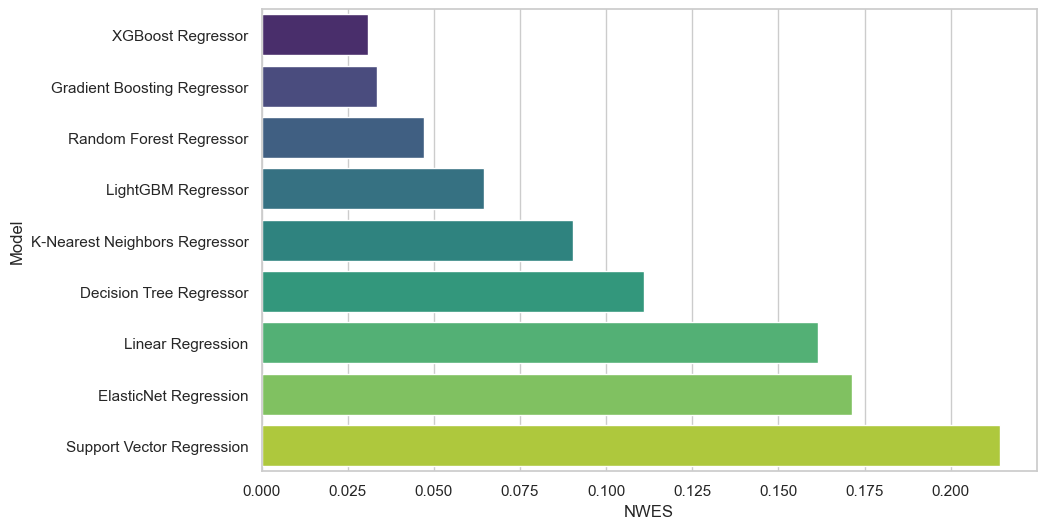 XGBoost Regressor
Gradient Boosting Regressor
Random Forest Regressor
LightGBM Regressor
K-Nearest Neighbors Regressor
Decision Tree Regressor
Linear Regression
ElasticNet Regression
Support Vector Regression
Model
0.000 0.025 0.050 0.075 0.100 0.125 0.150 0.175 0.200
NWES